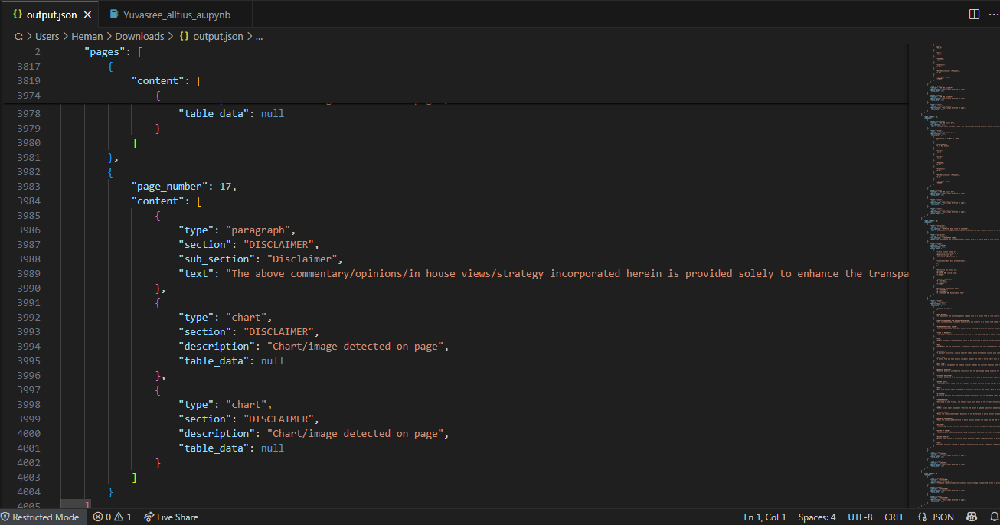 {} output.json ×  Yuvasree_alltius_ai.ipynb  ...
C: > Users > Heman > Downloads > {} output.json > ...
2 "pages": [
3817 {
3819 "content": [
3974 {
3978 "table_data": null
3979 }
3980 ]
3981 },
3982 {
3983 "page_number": 17,
3984 "content": [
3985 {
3986 "type": "paragraph",
3987 "section": "DISCLAIMER",
3988 "sub_section": "Disclaimer",
3989 "text": "The above commentary/opinions/in house views/strategy incorporated herein is provided solely to enhance the transpa
3990 },
3991 {
3992 "type": "chart",
3993 "section": "DISCLAIMER",
3994 "description": "Chart/image detected on page",
3995 "table_data": null
3996 },
3997 {
3998 "type": "chart",
3999 "section": "DISCLAIMER",
4000 "description": "Chart/image detected on page",
4001 "table_data": null
4002 }
4003 ]
4004 }
4005 ]
Restricted Mode 0 1 Live Share Ln 1, Col 1 Spaces: 4 UTF-8 CRLF {} JSON